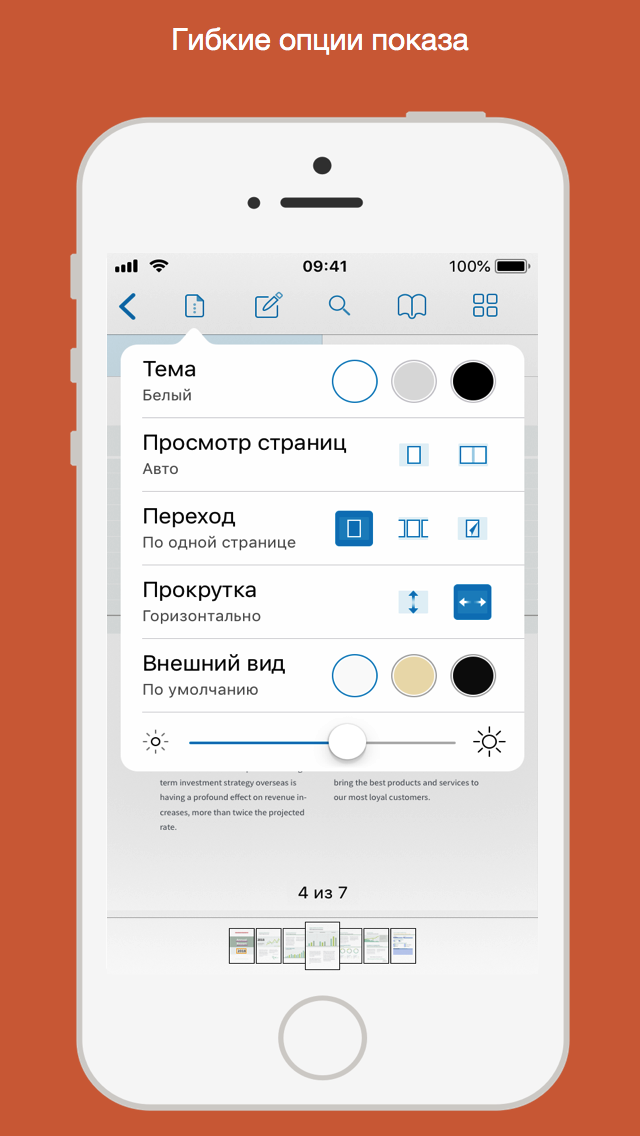 Гибкие опции показа
09:41
100%
Тема
Белый
Просмотр страниц
Авто
Переход
По одной странице
Прокрутка
Горизонтально
Внешний вид
По умолчанию
term investment strategy overseas is
having a profound effect on revenue in-
creases, more than twice the projected
rate.
bring the best products and services to
our most loyal customers.
4 из 7